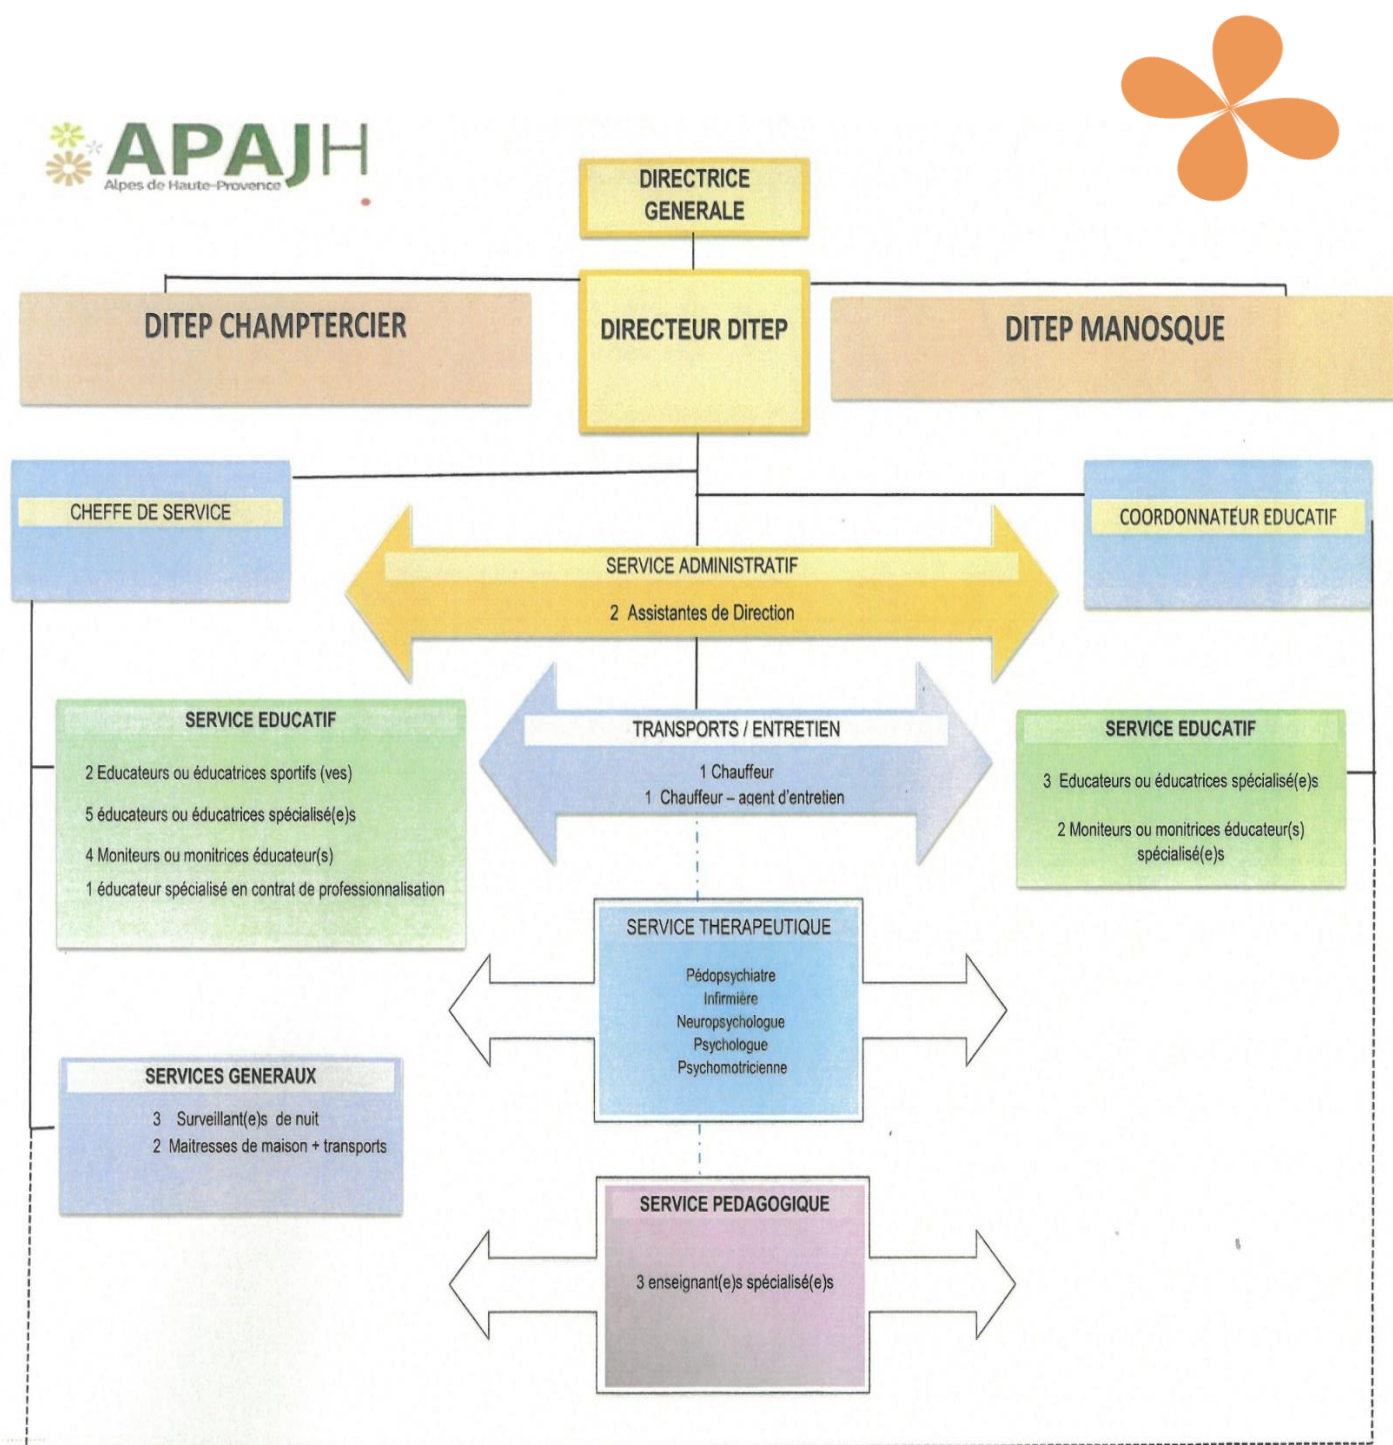 APAJH
Alpes de Haute-Provence
DIRECTRICE
GENERALE
DITEP CHAMPTERCIER
DIRECTEUR DITEP
DITEP MANOSQUE
CHEFFE DE SERVICE
COORDONNATEUR EDUCATIF
SERVICE ADMINISTRATIF
2 Assistantes de Direction
SERVICE EDUCATIF
2 Educateurs ou éducatrices sportifs (ves)
5 éducateurs ou éducatrices spécialisé(e)s
4 Moniteurs ou monitrices éducateur(s)
1 éducateur spécialisé en contrat de professionnalisation
TRANSPORTS / ENTRETIEN
1 Chauffeur
1 Chauffeur – agent d'entretien
SERVICE EDUCATIF
3 Educateurs ou éducatrices spécialisé(e)s
2 Moniteurs ou monitrices éducateur(s)
spécialisé(e)s
SERVICE THERAPEUTIQUE
Pédopsychiatre
Infirmière
Neuropsychologue
Psychologue
Psychomotricienne
SERVICES GENERAUX
3 Surveillant(e)s de nuit
2 Maitresses de maison + transports
SERVICE PEDAGOGIQUE
3 enseignant(e)s spécialisé(e)s